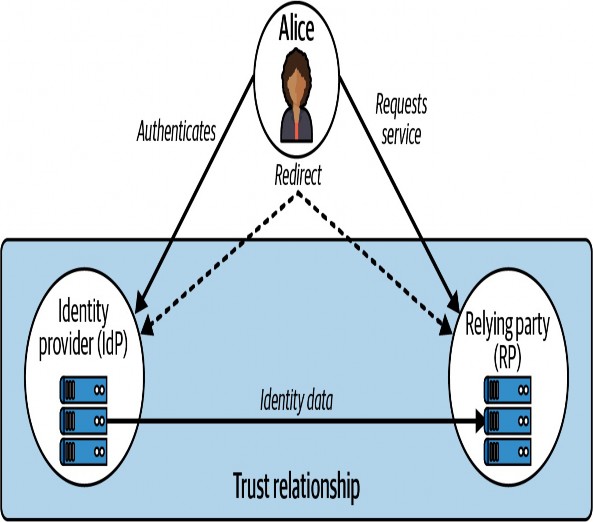 Alice
Authenticates
Requests
service
Redirect
Identity
provider (IdP)
Relying party
(RP)
Identity data
Trust relationship